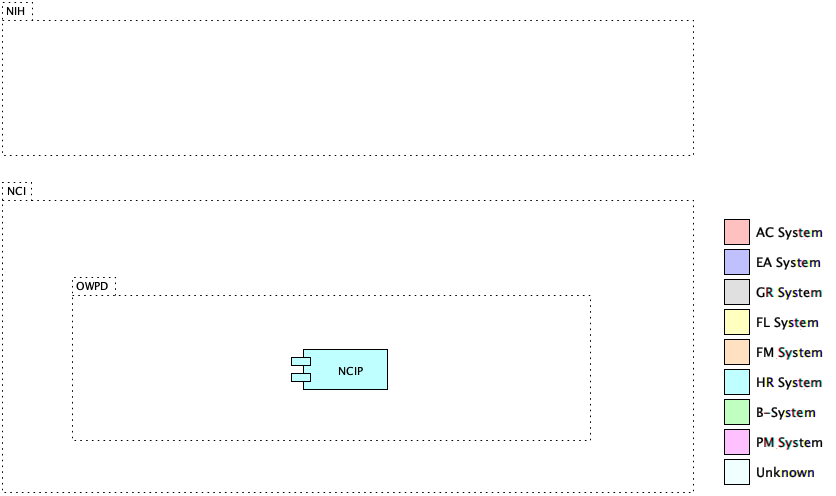 NIH
NCI
OWPD
NCIP
AC System
EA System
GR System
FL System
FM System
HR System
B-System
PM System
Unknown